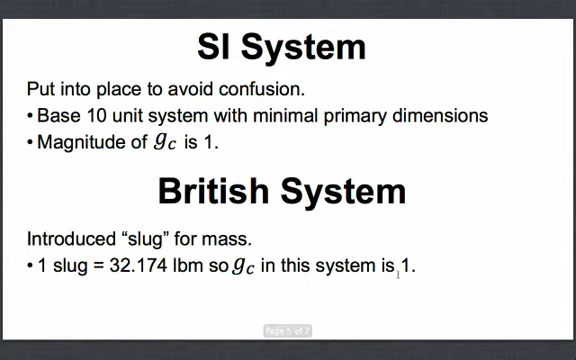 SI System
Put into place to avoid confusion.
• Base 10 unit system with minimal primary dimensions
• Magnitude of g_c is 1.
British System
Introduced “slug” for mass.
• 1 slug = 32.174 lbm so g_c in this system is 1.
Page 5 of 7